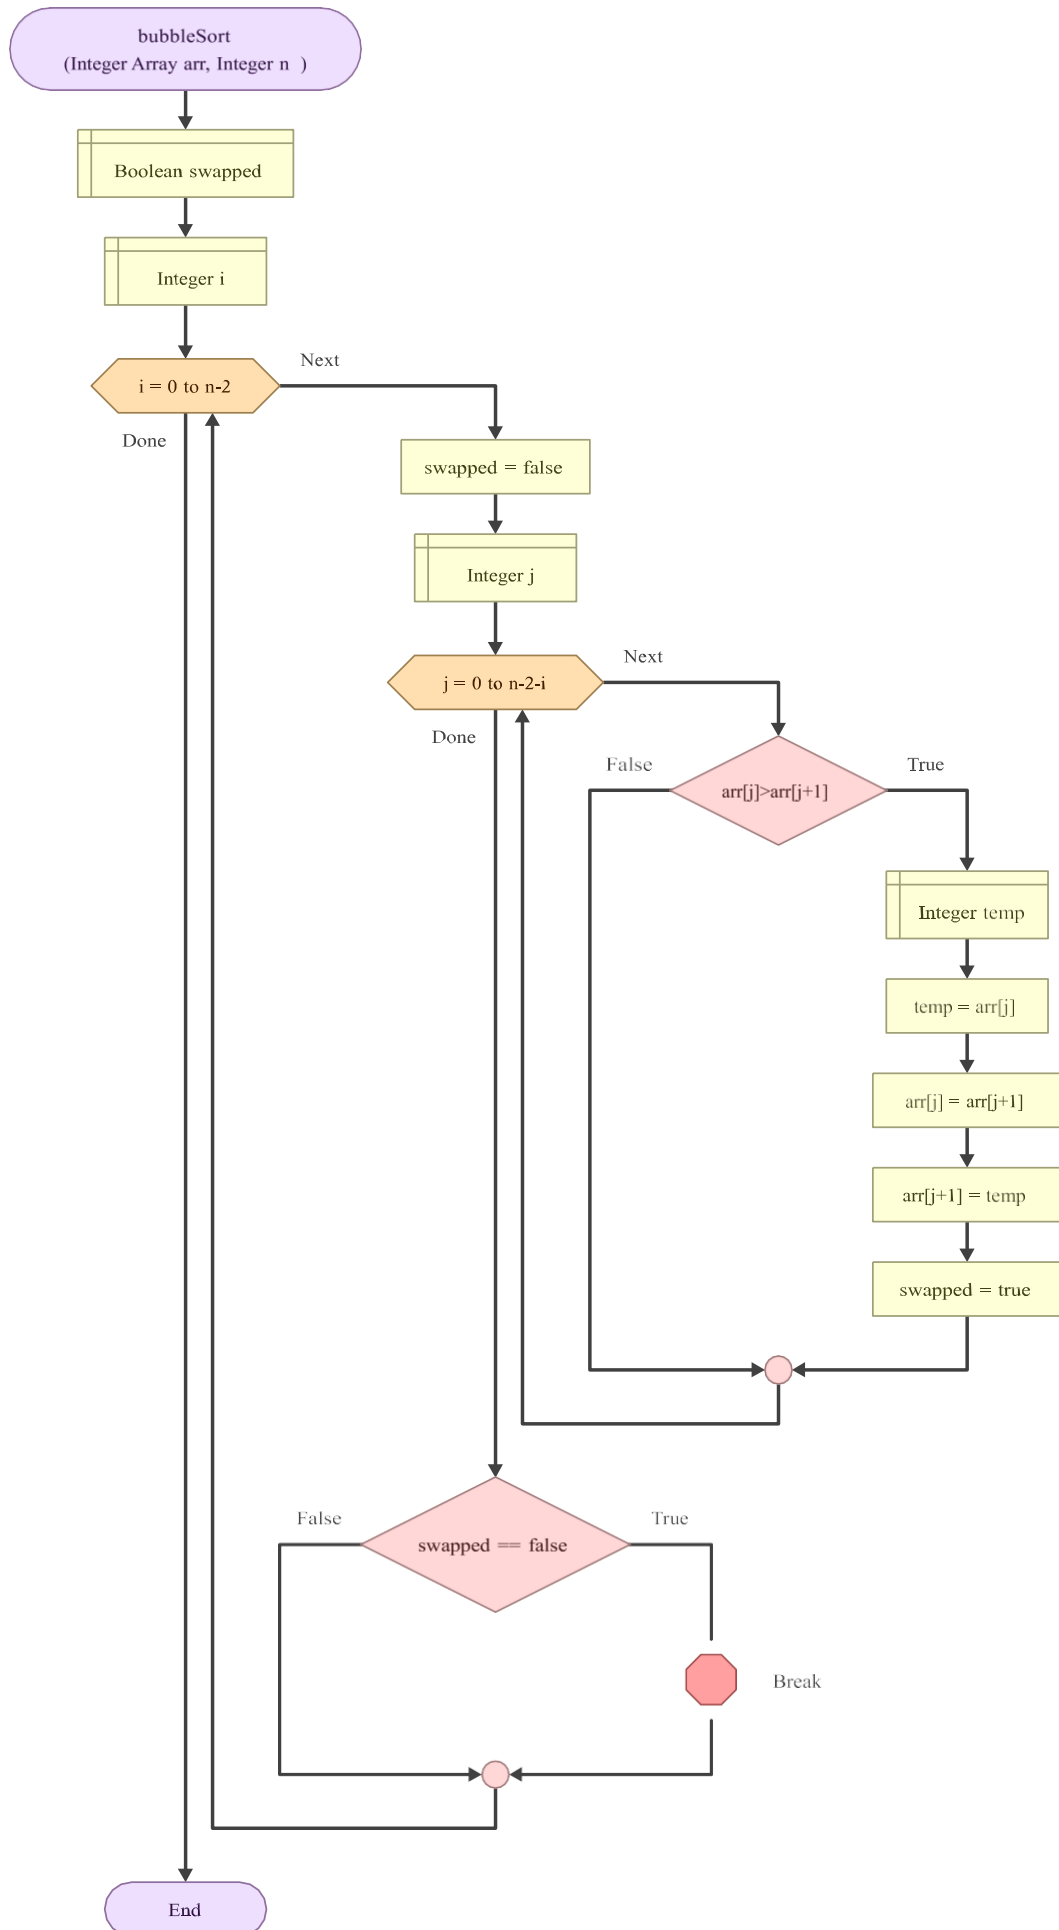 bubbleSort
(Integer Array arr, Integer n  )
Boolean swapped
Integer i
Next
i = 0 to n-2
Done
swapped = false
Integer j
Next
j = 0 to n-2-i
Done
False
True
arr[j]>arr[j+1]
Integer temp
temp = arr[j]
arr[j] = arr[j+1]
arr[j+1] = temp
swapped = true
False
True
swapped == false
Break
End